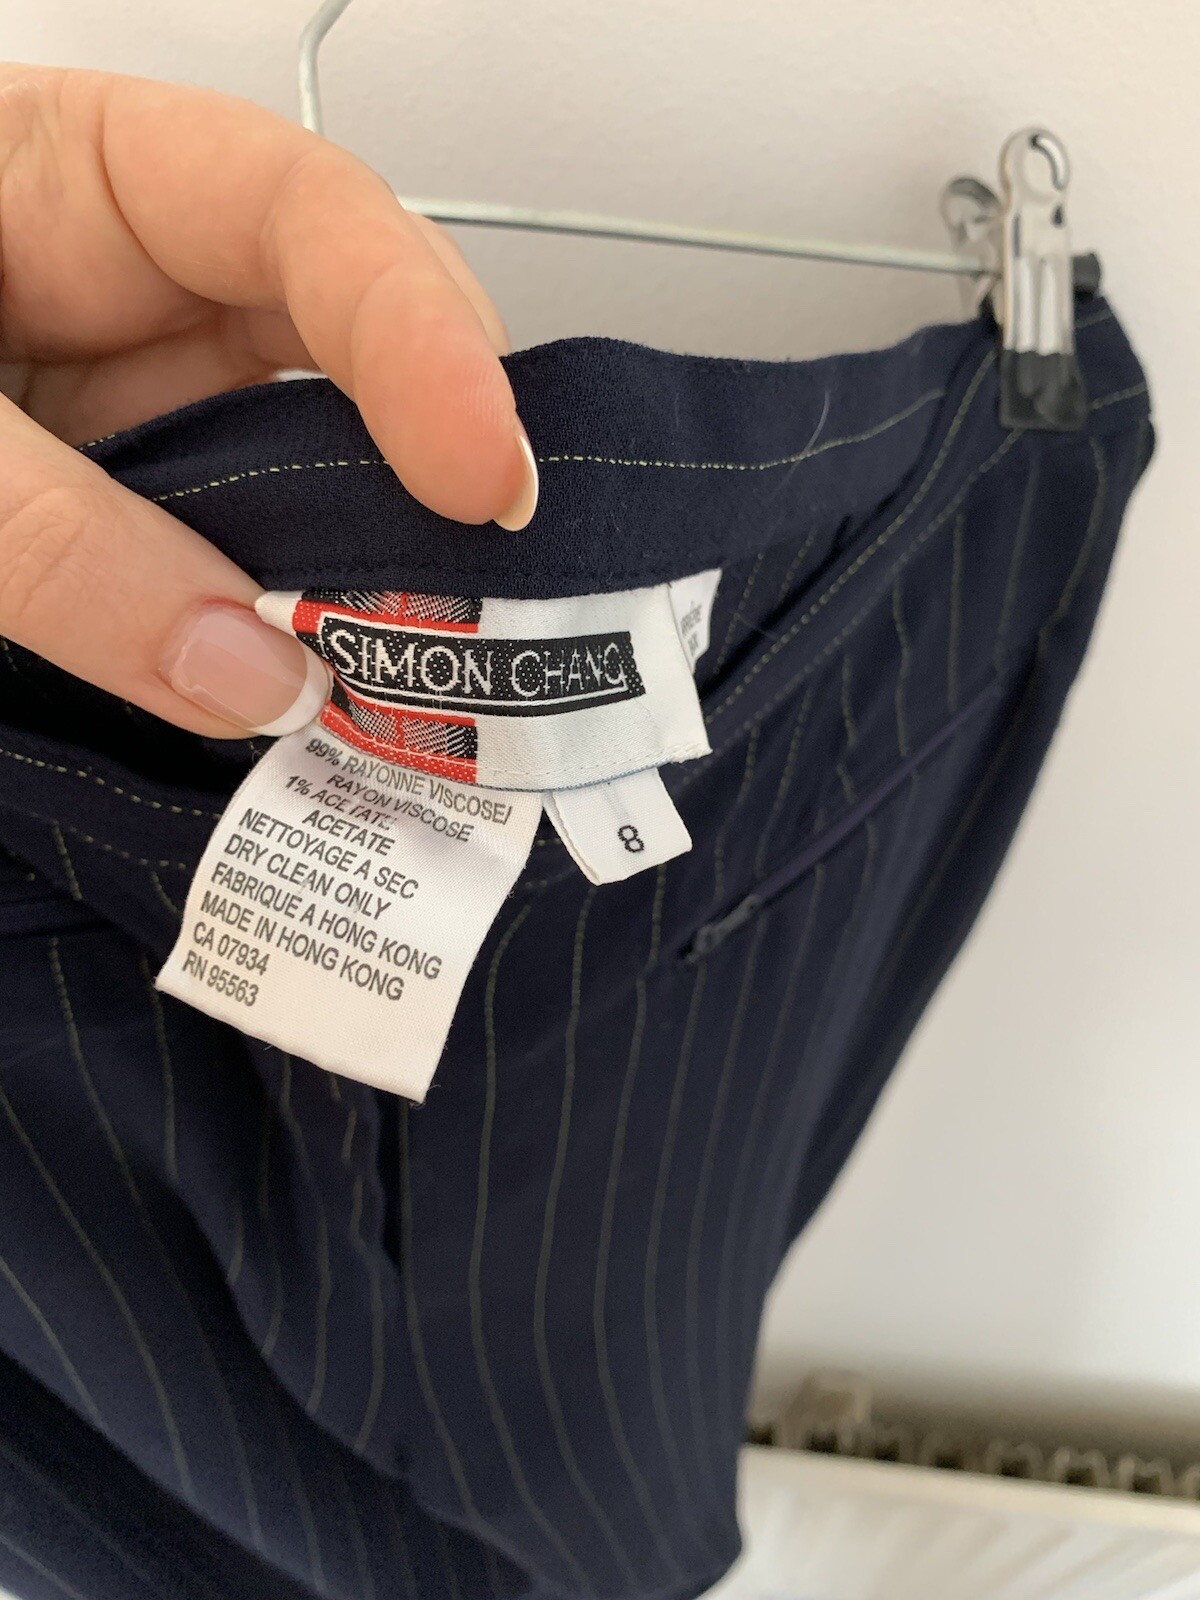 SIMON CHANG
99% RAYONNE VISCOSE/
RAYON VISCOSE
1% ACETATE
ACETATE
NETTOYAGE A SEC
DRY CLEAN ONLY
FABRIQUE A HONG KONG
MADE IN HONG KONG
CA 07934
RN 95563
8